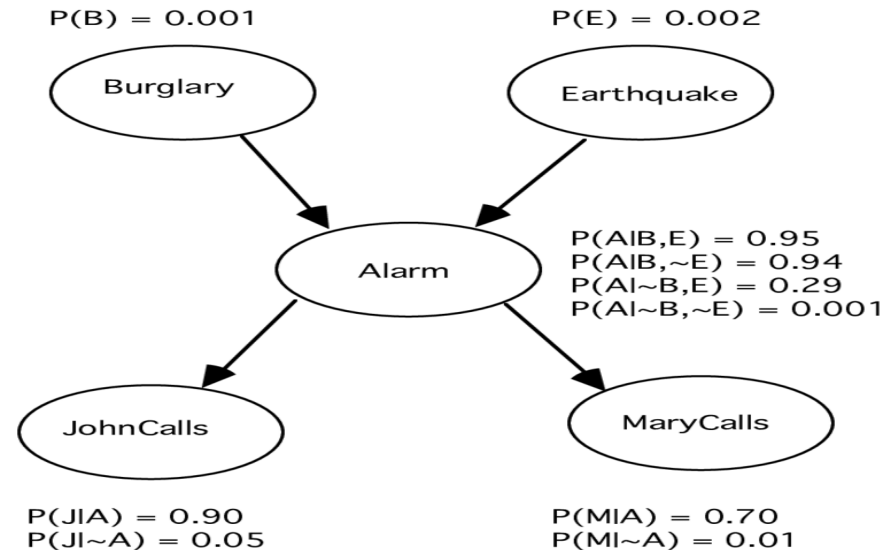 P(B) = 0.001
P(E) = 0.002
Burglary
Earthquake
Alarm
P(A|B,E) = 0.95
P(A|B,~E) = 0.94
P(A|~B,E) = 0.29
P(A|~B,~E) = 0.001
JohnCalls
MaryCalls
P(J|A) = 0.90
P(J|~A) = 0.05
P(M|A) = 0.70
P(M|~A) = 0.01